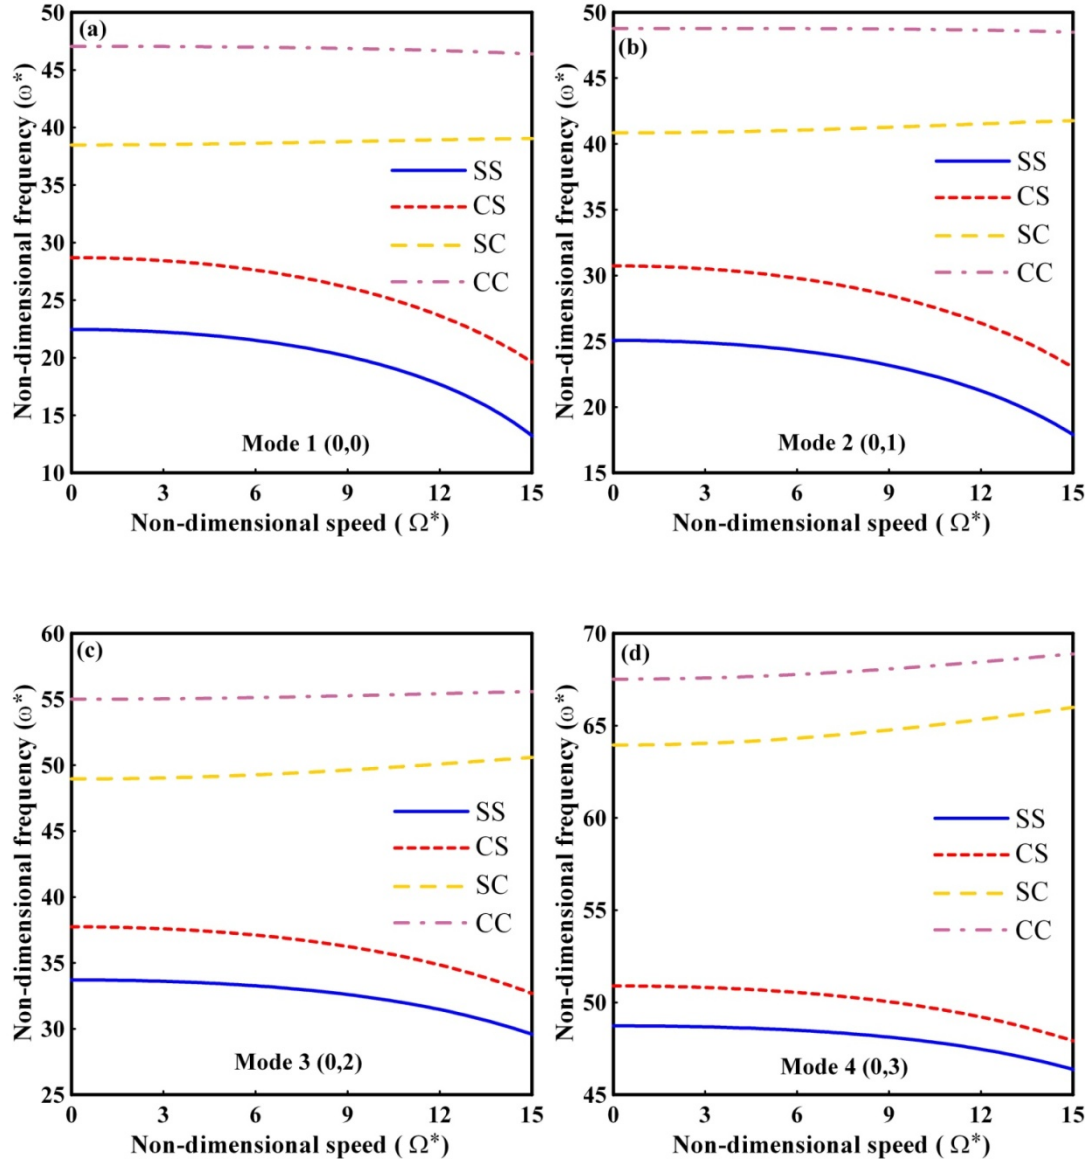 (a)
Non-dimensional frequency (ω*)
50
45
40
35
30
25
20
15
10
SS
CS
SC
CC
Mode 1 (0,0)
0 3 6 9 12 15
Non-dimensional speed ( Ω*)
(b)
Non-dimensional frequency (ω*)
50
45
40
35
30
25
20
15
SS
CS
SC
CC
Mode 2 (0,1)
0 3 6 9 12 15
Non-dimensional speed ( Ω*)
(c)
Non-dimensional frequency (ω*)
60
55
50
45
40
35
30
25
SS
CS
SC
CC
Mode 3 (0,2)
0 3 6 9 12 15
Non-dimensional speed ( Ω*)
(d)
Non-dimensional frequency (ω*)
70
65
60
55
50
45
SS
CS
SC
CC
Mode 4 (0,3)
0 3 6 9 12 15
Non-dimensional speed ( Ω*)